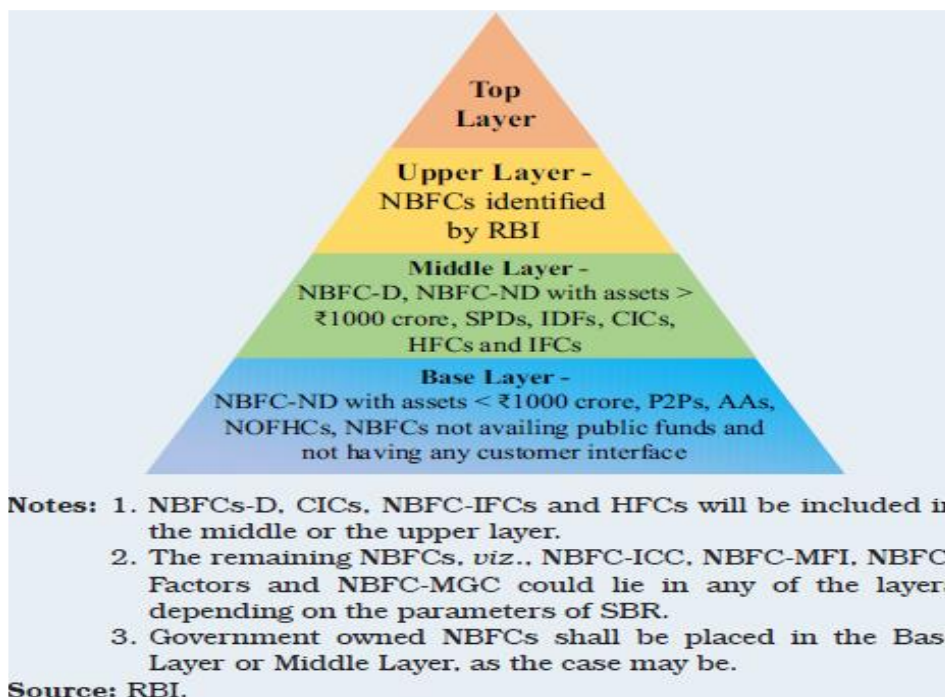 Top
Layer
Upper Layer -
NBFCs identified
by RBI
Middle Layer -
NBFC-D, NBFC-ND with assets >
₹1000 crore, SPDs, IDFs, CICs,
HFCs and IFCs
Base Layer -
NBFC-ND with assets < ₹1000 crore, P2Ps, AAs,
NOFHCs, NBFCs not availing public funds and
not having any customer interface
Notes: 1. NBFCs-D, CICs, NBFC-IFCs and HFCs will be included in
the middle or the upper layer.
2. The remaining NBFCs, viz., NBFC-ICC, NBFC-MFI, NBFC
Factors and NBFC-MGC could lie in any of the layer
depending on the parameters of SBR.
3. Government owned NBFCs shall be placed in the Bas
Layer or Middle Layer, as the case may be.
Source: RBI.